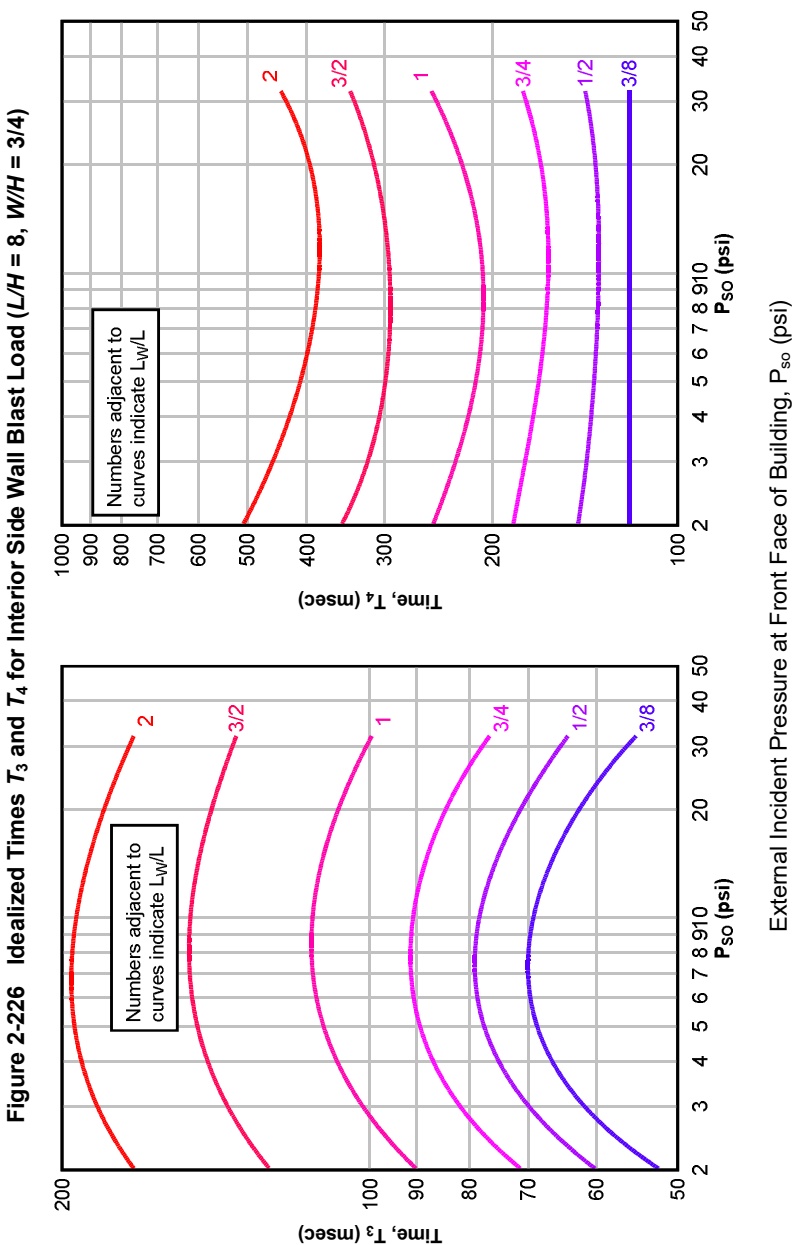 Figure 2-226 Idealized Times T3 and T4 for Interior Side Wall Blast Load (L/H = 8, W/H = 3/4)
Time, T3 (msec)
200
100
90
80
70
60
50
Numbers adjacent to
curves indicate LW/L
2
3/2
1
3/4
1/2
3/8
2 3 4 5 6 7 8 910 20 30 40 50
PSO (psi)
Time, T4 (msec)
1000
900
800
700
600
500
400
300
200
100
Numbers adjacent to
curves indicate LW/L
2
3/2
1
3/4
1/2
3/8
2 3 4 5 6 7 8 910 20 30 40 50
PSO (psi)
External Incident Pressure at Front Face of Building, Pso (psi)